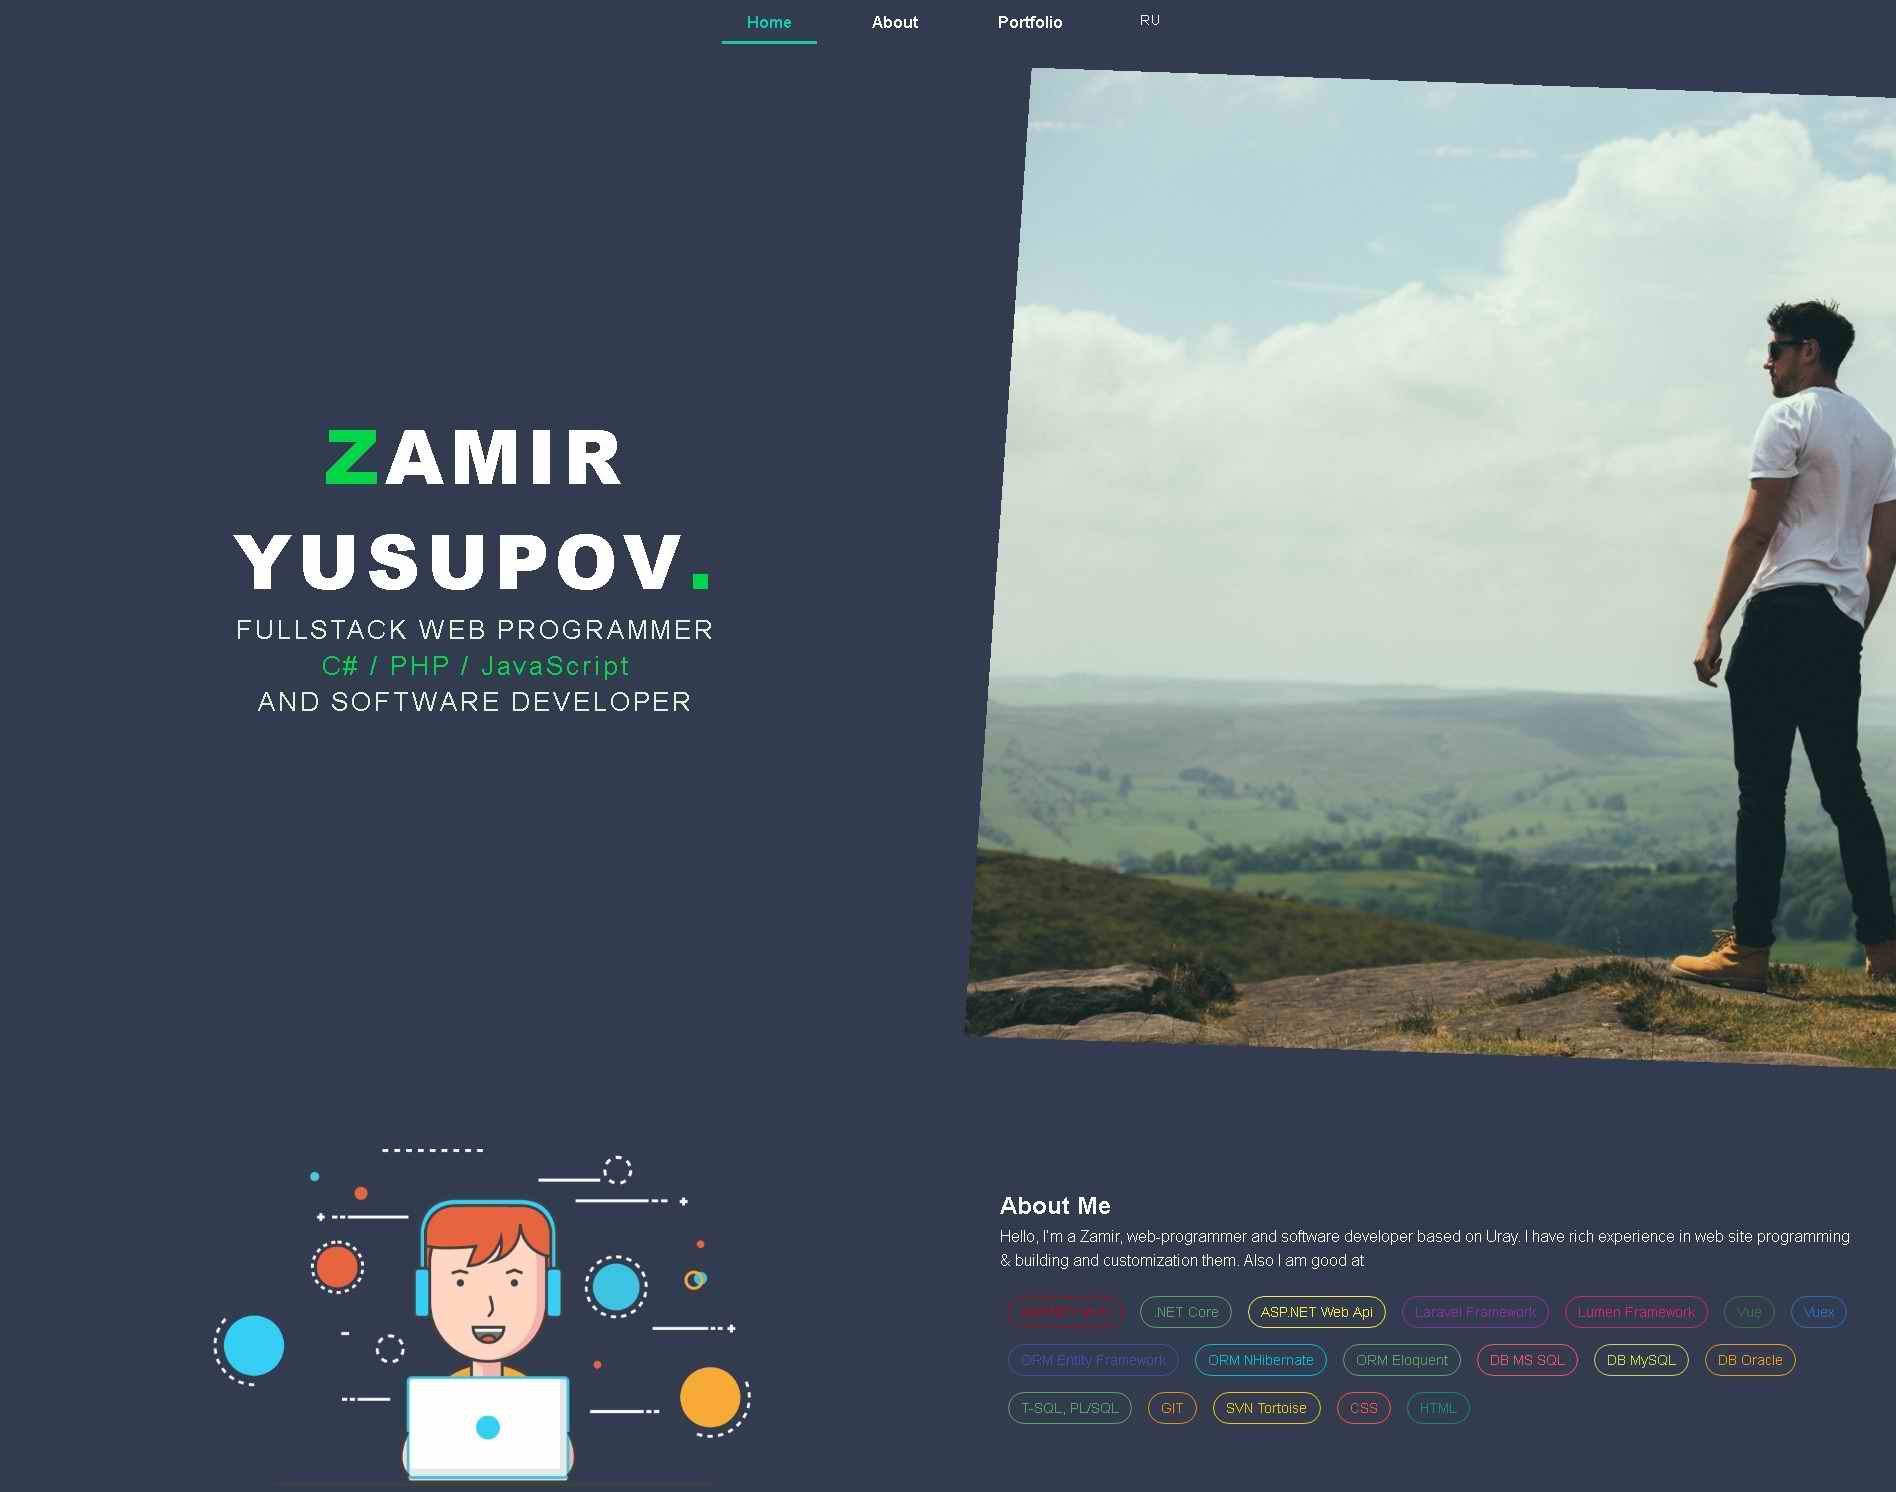 Home About Portfolio RU
ZAMIR
YUSUPOV.
FULLSTACK WEB PROGRAMMER
C# / PHP / JavaScript
AND SOFTWARE DEVELOPER
About Me
Hello, I'm a Zamir, web-programmer and software developer based on Uray. I have rich experience in web site programming
& building and customization them. Also I am good at
.NET Core ASP.NET Web Api Laravel Framework Lumen Framework Vue Vuex
ORM Entity Framework ORM NHibernate ORM Eloquent DB MS SQL DB MySQL DB Oracle
T-SQL, PL/SQL GIT SVN Tortoise CSS HTML